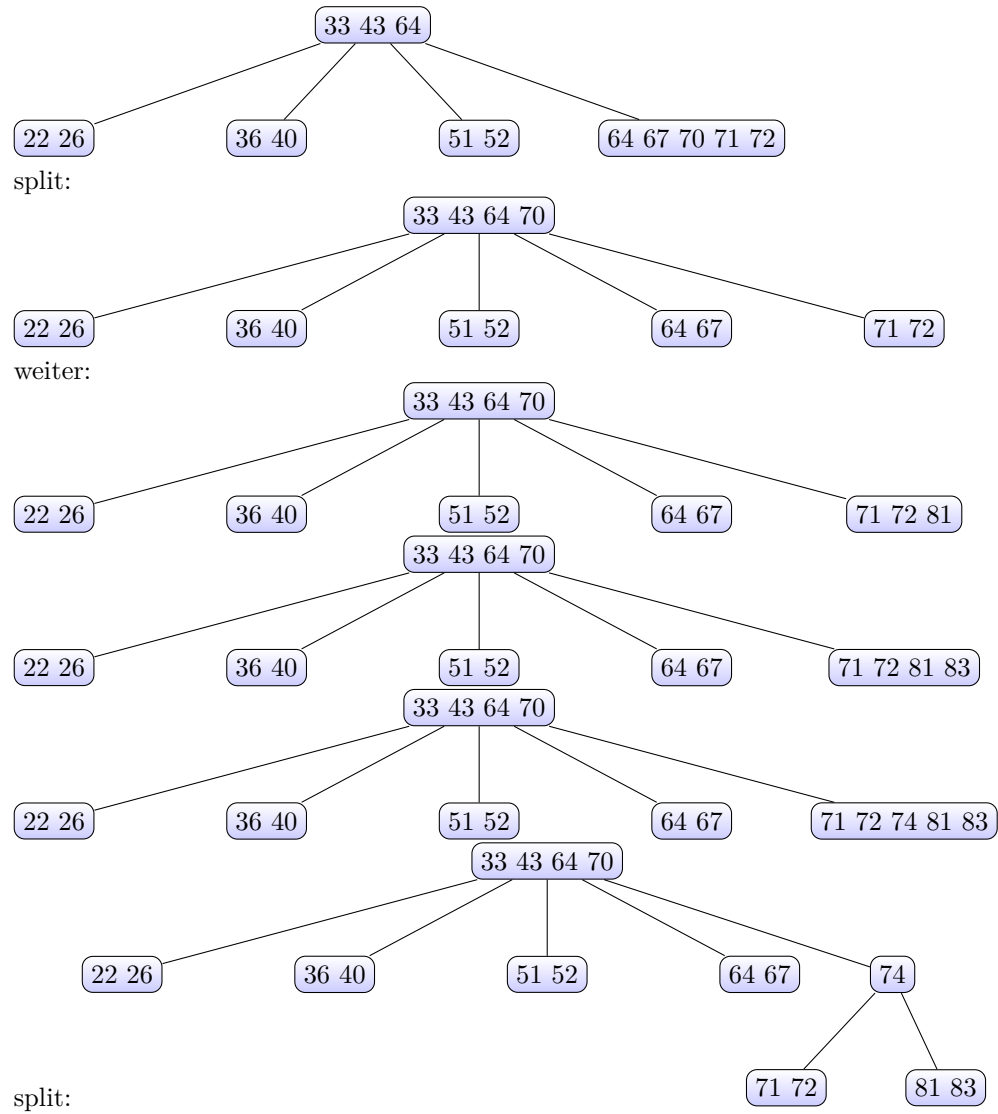 33 43 64
22 26 36 40 51 52 64 67 70 71 72
split:
33 43 64 70
22 26 36 40 51 52 64 67 71 72
weiter:
33 43 64 70
22 26 36 40 51 52 64 67 71 72 81
33 43 64 70
22 26 36 40 51 52 64 67 71 72 81 83
33 43 64 70
22 26 36 40 51 52 64 67 71 72 74 81 83
33 43 64 70
22 26 36 40 51 52 64 67 74
71 72 81 83
split: